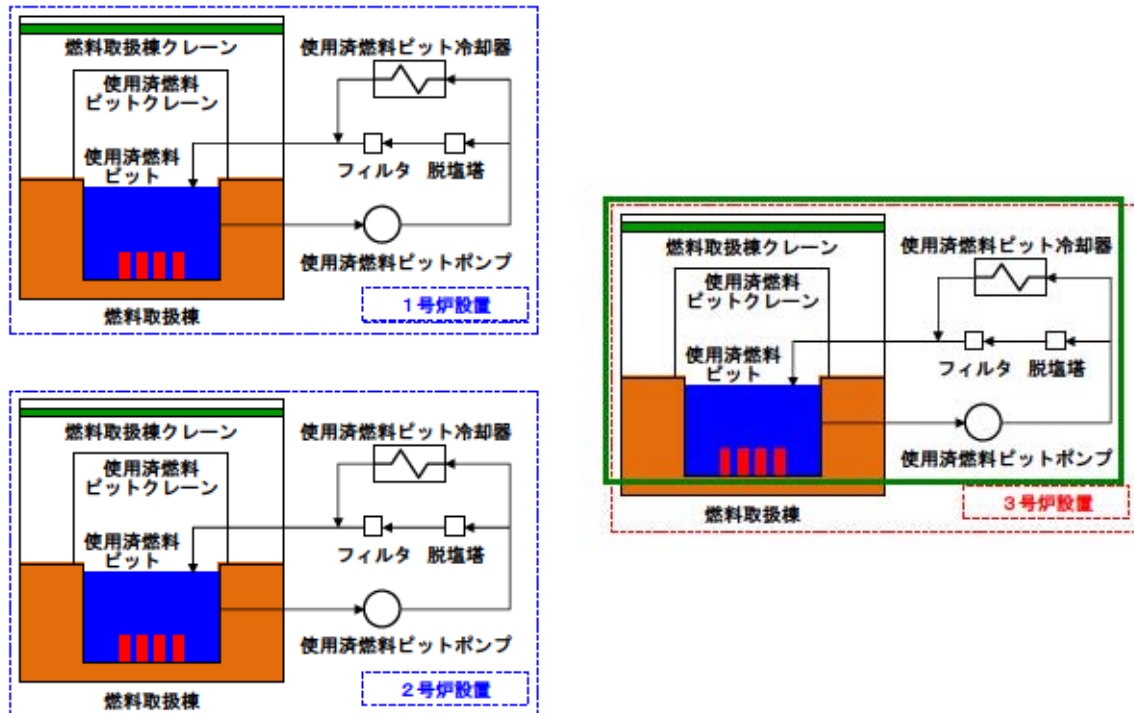 燃料取扱棟クレーン
使用済燃料ピット冷却器
使用済燃料
ピットクレーン
使用済燃料
ピット
フィルタ
脱塩塔
使用済燃料ピットポンプ
1号炉設置
燃料取扱棟
燃料取扱棟クレーン
使用済燃料ピット冷却器
使用済燃料
ピットクレーン
使用済燃料
ピット
フィルタ
脱塩塔
使用済燃料ピットポンプ
2号炉設置
燃料取扱棟
燃料取扱棟クレーン
使用済燃料ピット冷却器
使用済燃料
ピットクレーン
使用済燃料
ピット
フィルタ
脱塩塔
使用済燃料ピットポンプ
3号炉設置
燃料取扱棟